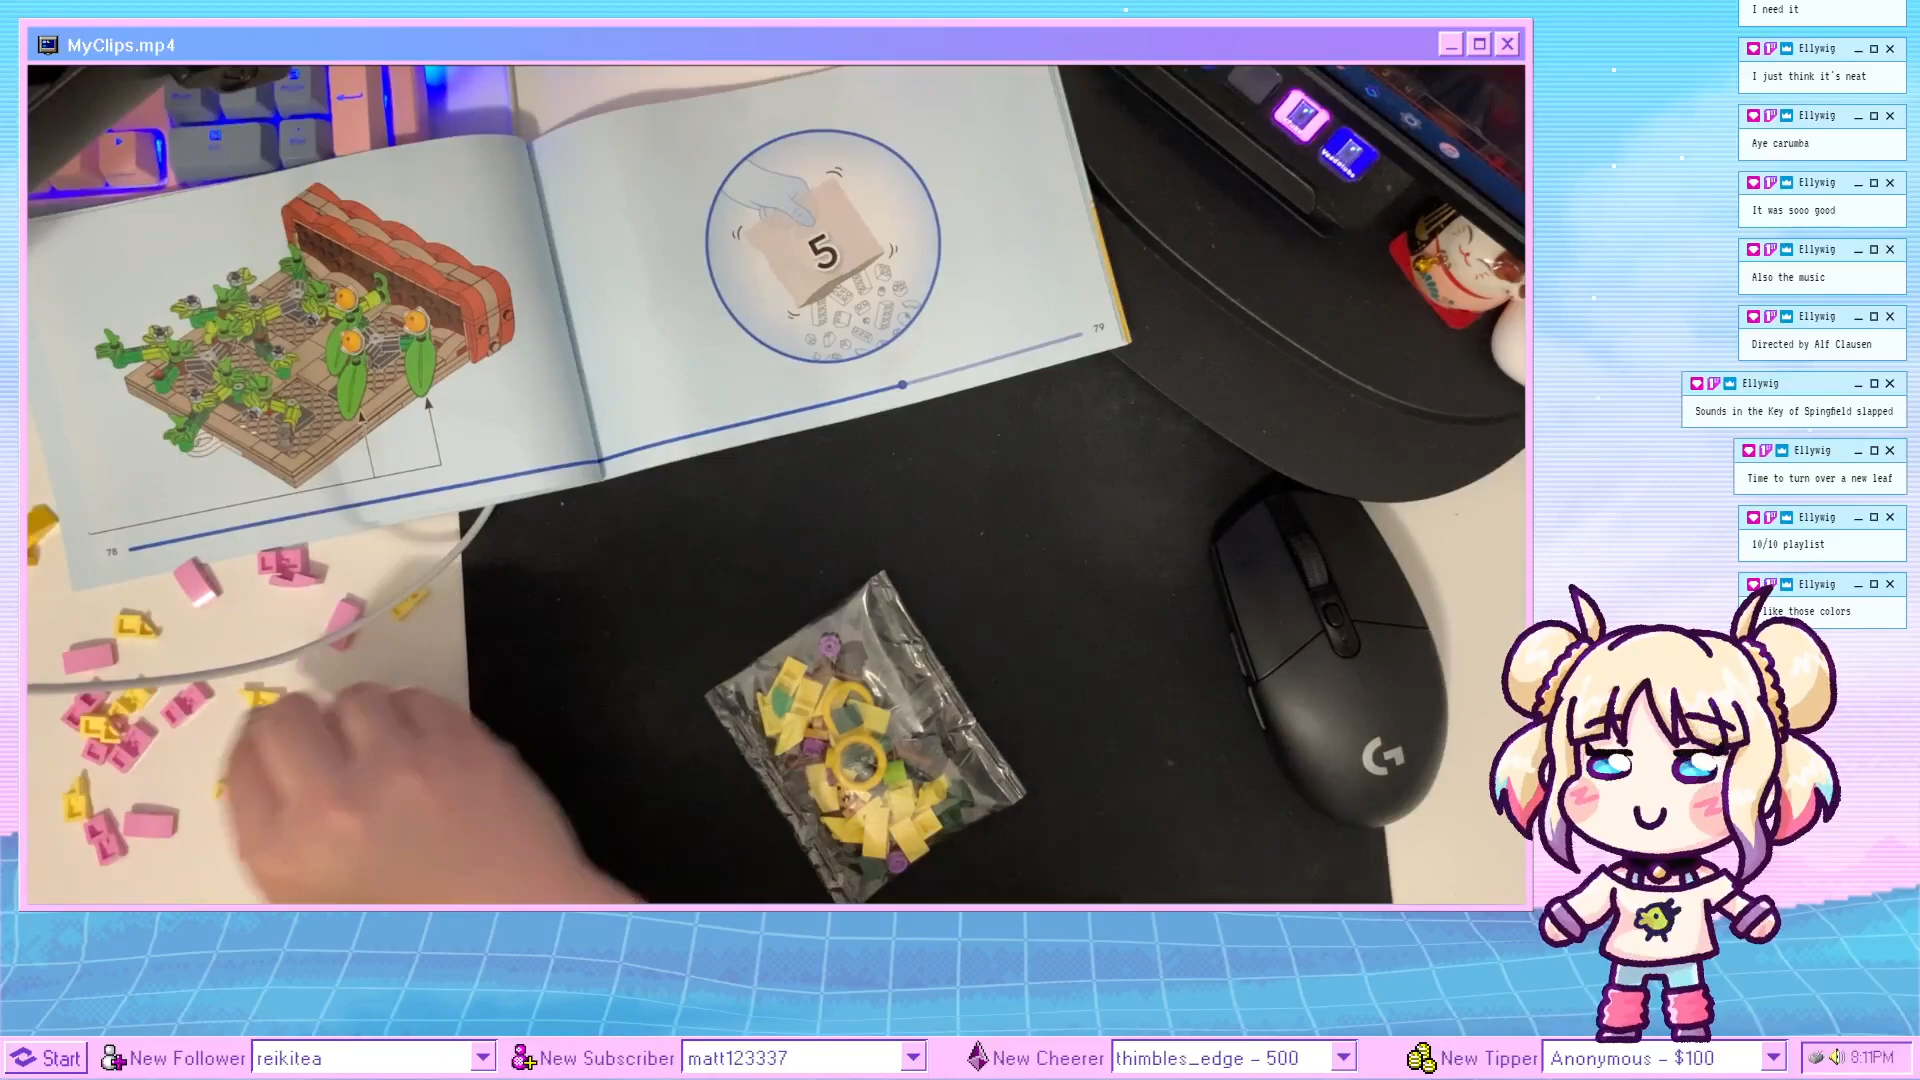 MyClips.mp4
5
79
78
I need it
Ellywig
I just think it's neat
Ellywig
Aye carumba
Ellywig
It was sooo good
Ellywig
Also the music
Ellywig
Directed by Alf Clausen
Ellywig
Sounds in the Key of Spingfield slapped
Ellywig
Time to turn over a new leaf
Ellywig
10/10 playlist
Ellywig
like those colors
Start
New Follower
reikitea
New Subscriber
matt123337
New Cheerer
thimbles_edge - 500
New Tipper
Anonymous - $100
8:11PM